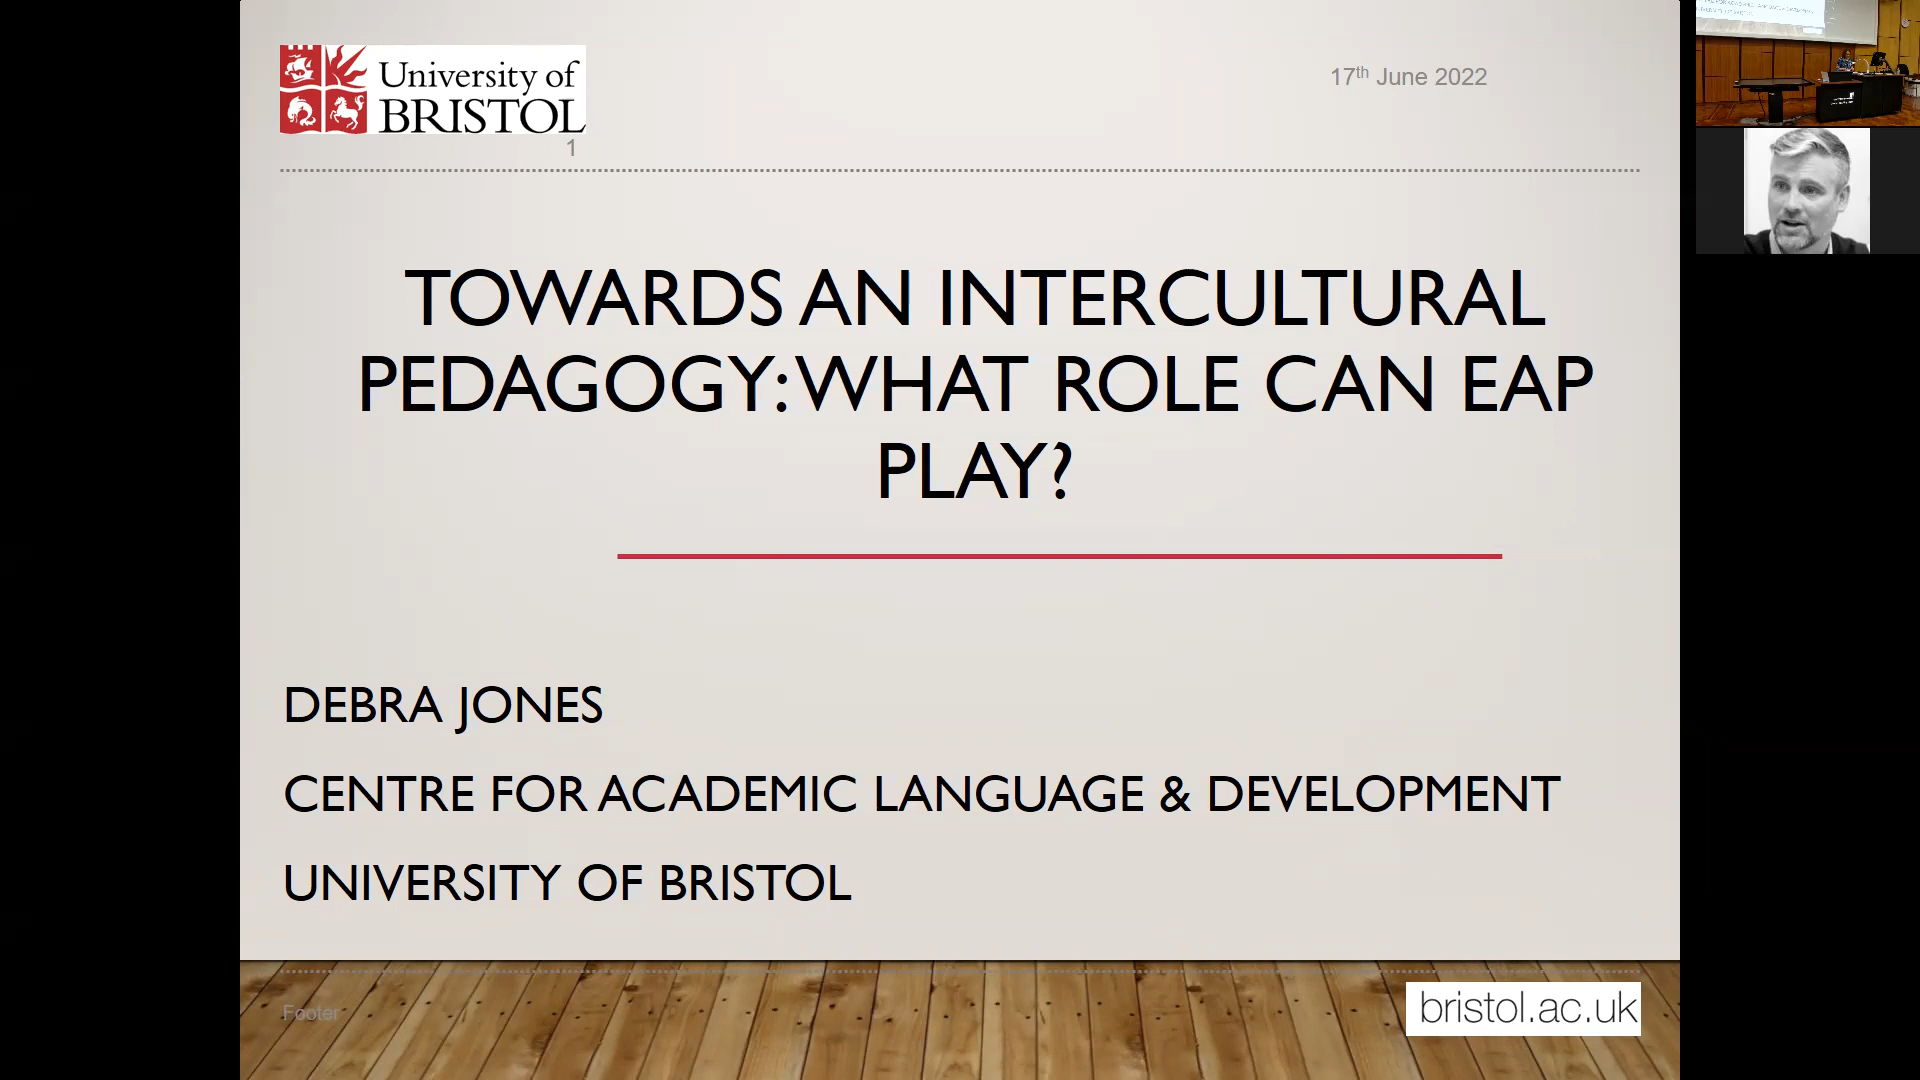 University of
BRISTOL
1
17th June 2022
TOWARDS AN INTERCULTURAL
PEDAGOGY: WHAT ROLE CAN EAP
PLAY?
DEBRA JONES
CENTRE FOR ACADEMIC LANGUAGE & DEVELOPMENT
UNIVERSITY OF BRISTOL
Footer
bristol.ac.uk